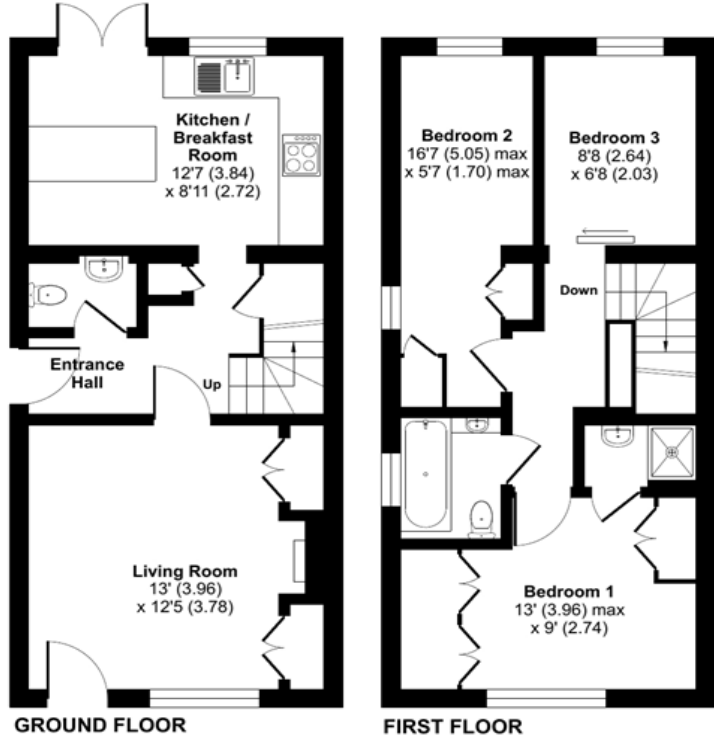 Kitchen /
Breakfast
Room
12'7 (3.84)
x 8'11 (2.72)
Entrance
Hall
Up
Living Room
13' (3.96)
x 12'5 (3.78)
GROUND FLOOR
Bedroom 2
16'7 (5.05) max
x 5'7 (1.70) max
Bedroom 3
8'8 (2.64)
x 6'8 (2.03)
Down
Bedroom 1
13' (3.96) max
x 9' (2.74)
FIRST FLOOR